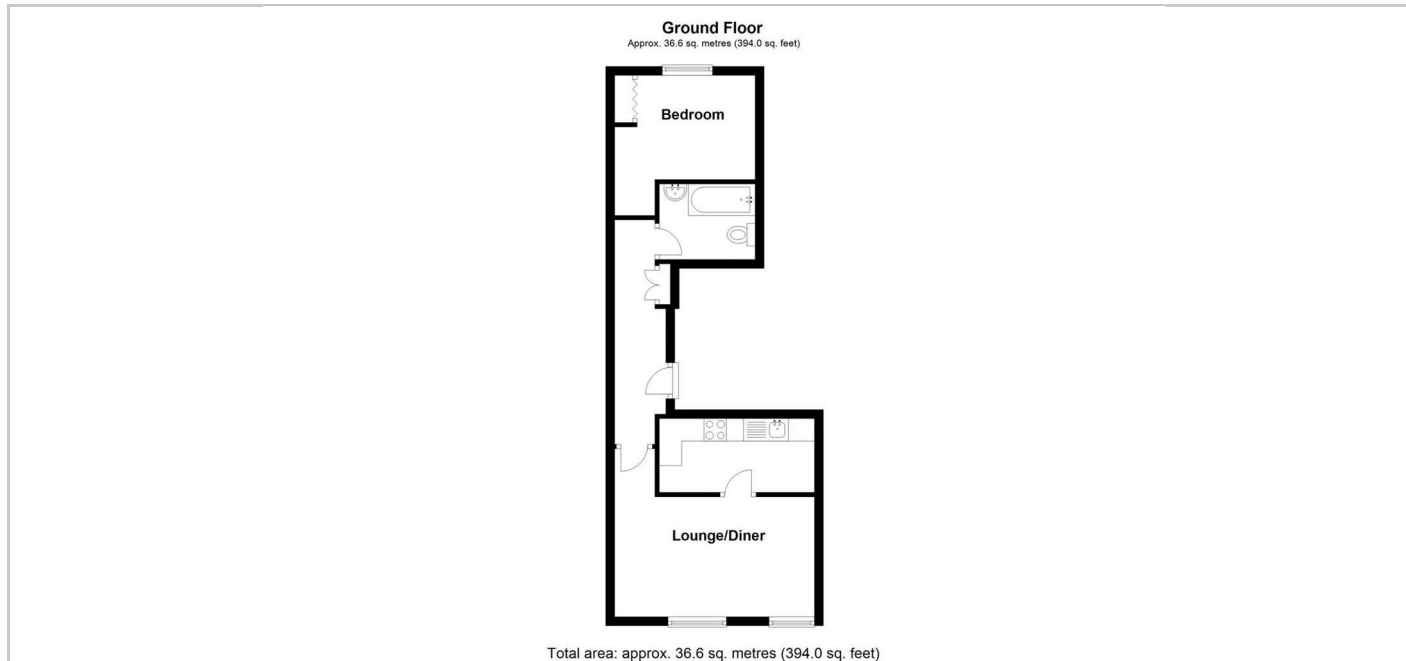 Ground Floor
Approx. 36.6 sq. metres (394.0 sq. feet)
Bedroom
Lounge/Diner
Total area: approx. 36.6 sq. metres (394.0 sq. feet)